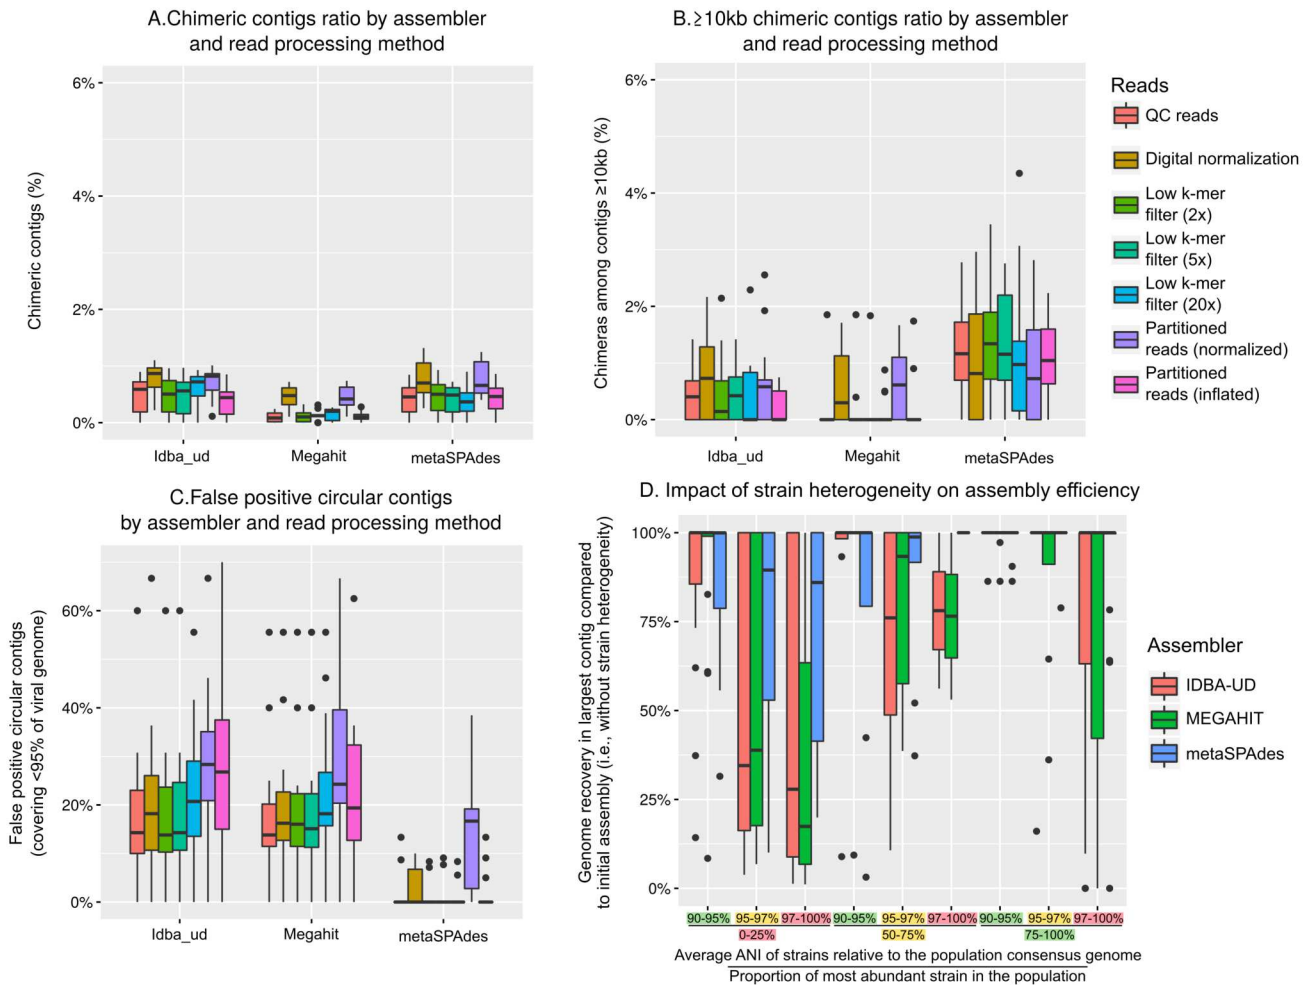 A.Chimeric contigs ratio by assembler
and read processing method
Chimeric contigs (%)
6%
4%
2%
0%
Idba_ud
Megahit
metaSPAdes
B.≥10kb chimeric contigs ratio by assembler
and read processing method
Chimeras among contigs ≥10kb (%)
6%
4%
2%
0%
Idba_ud
Megahit
metaSPAdes
Reads
QC reads
Digital normalization
Low k-mer
filter (2x)
Low k-mer
filter (5x)
Low k-mer
filter (20x)
Partitioned
reads (normalized)
Partitioned
reads (inflated)
C.False positive circular contigs
by assembler and read processing method
False positive circular contigs
(covering <95% of viral genome)
60%
40%
20%
0%
Idba_ud
Megahit
metaSPAdes
D. Impact of strain heterogeneity on assembly efficiency
Genome recovery in largest contig compared
to initial assembly (i.e., without strain heterogeneity)
100%
75%
50%
25%
0%
90-95% 95-97% 97-100% 90-95% 95-97% 97-100% 90-95% 95-97% 97-100%
0-25% 50-75% 75-100%
Average ANI of strains relative to the population consensus genome
Proportion of most abundant strain in the population
Assembler
IDBA-UD
MEGAHIT
metaSPAdes